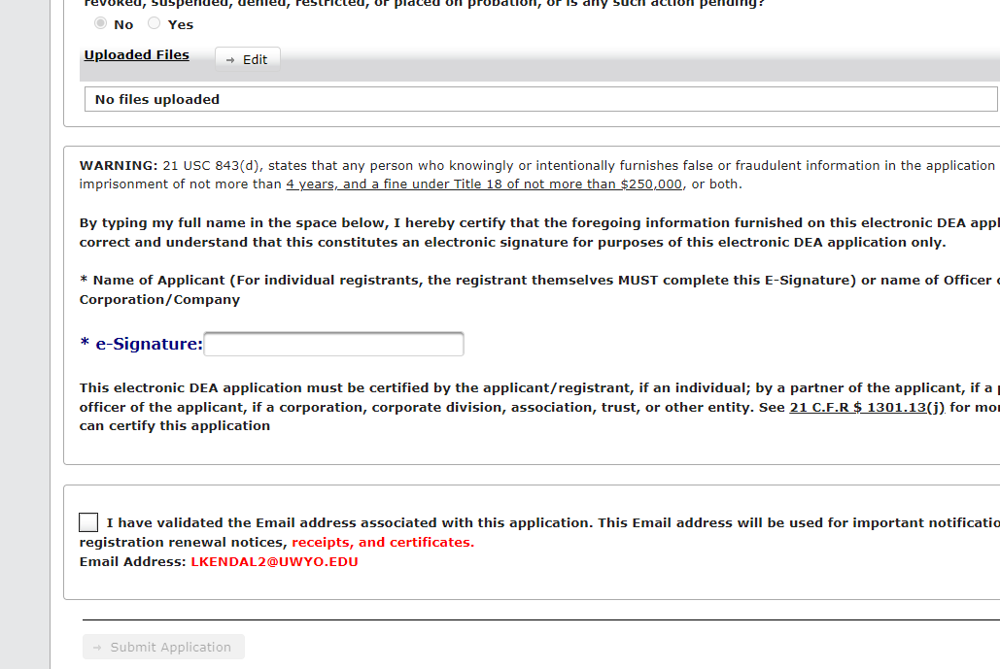 revoked, suspended, denied, restricted, or placed on probation, or is any such action pending?
No Yes
Uploaded Files → Edit
No files uploaded
WARNING: 21 USC 843(d), states that any person who knowingly or intentionally furnishes false or fraudulent information in the application
imprisonment of not more than 4 years, and a fine under Title 18 of not more than $250,000, or both.
By typing my full name in the space below, I hereby certify that the foregoing information furnished on this electronic DEA appl
correct and understand that this constitutes an electronic signature for purposes of this electronic DEA application only.
* Name of Applicant (For individual registrants, the registrant themselves MUST complete this E-Signature) or name of Officer
Corporation/Company
* e-Signature:
This electronic DEA application must be certified by the applicant/registrant, if an individual; by a partner of the applicant, if a
officer of the applicant, if a corporation, corporate division, association, trust, or other entity. See 21 C.F.R $ 1301.13(j) for mor
can certify this application
I have validated the Email address associated with this application. This Email address will be used for important notificatio
registration renewal notices, receipts, and certificates.
Email Address: LKENDAL2@UWYO.EDU
→ Submit Application